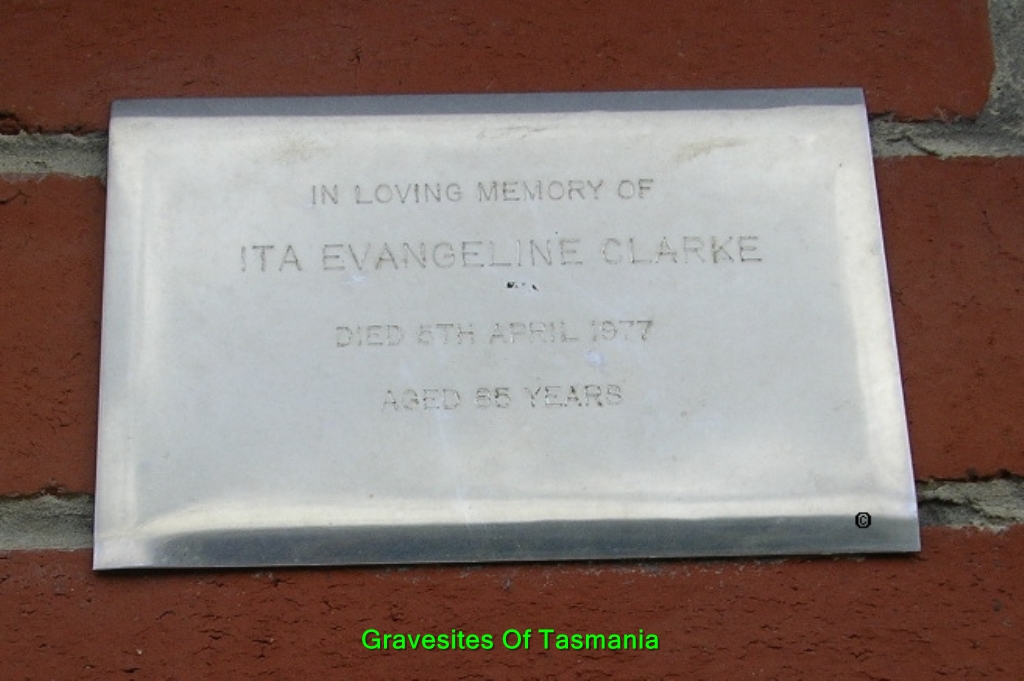 IN LOVING MEMORY OF
ITA EVANGELINE CLARKE
DIED 5TH APRIL 1977
AGED 65 YEARS
©
Gravesites Of Tasmania